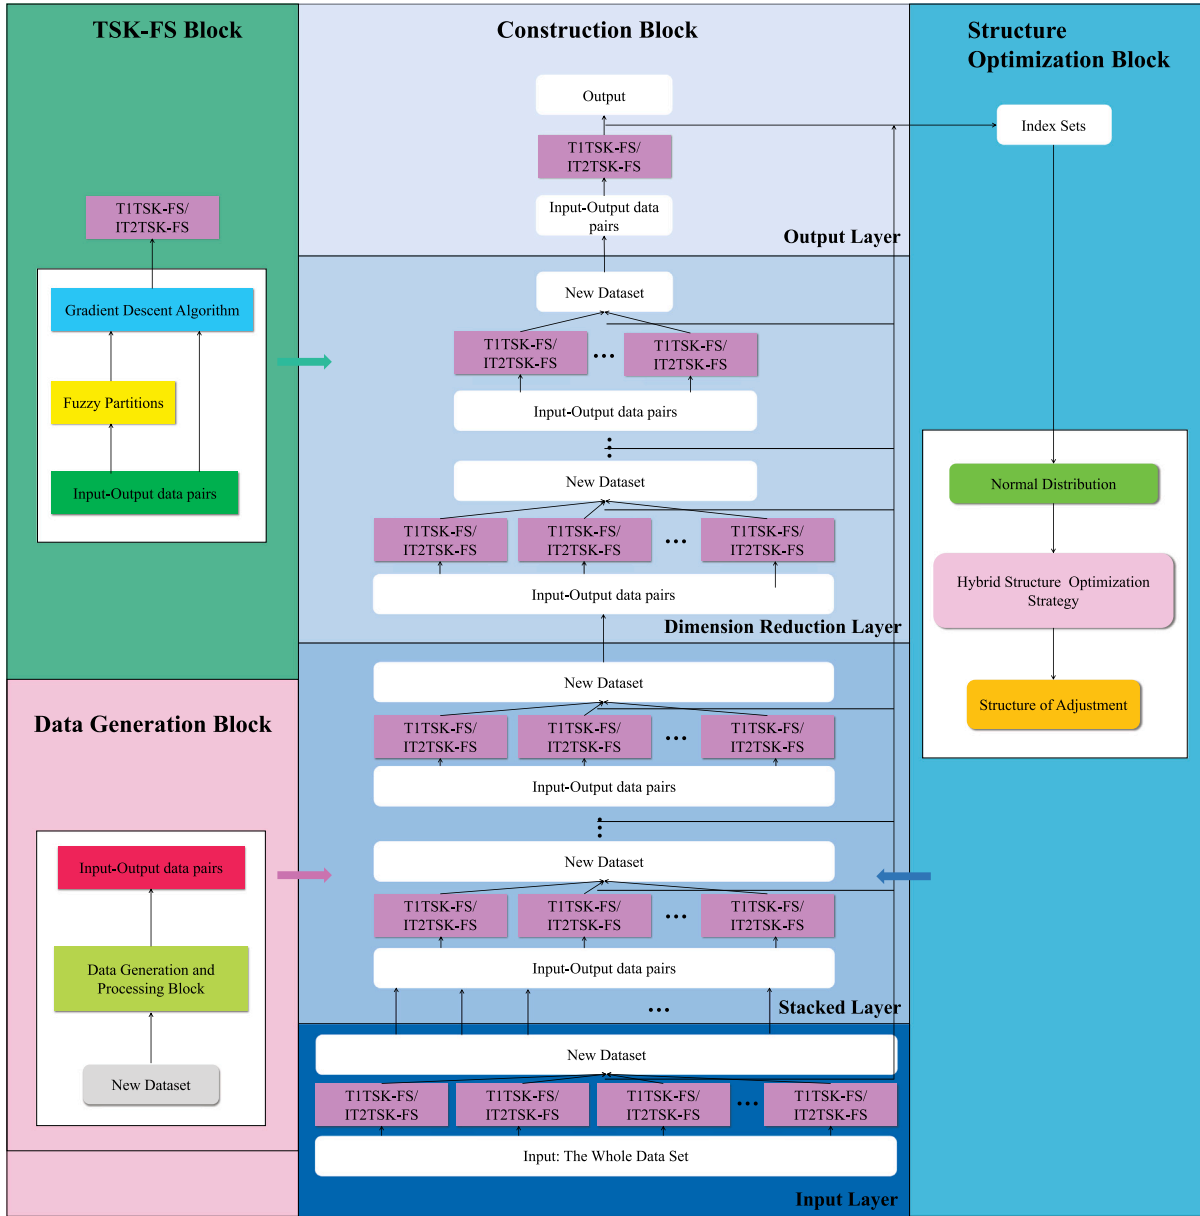 TSK-FS Block
T1TSK-FS/
IT2TSK-FS
Gradient Descent Algorithm
Fuzzy Partitions
Input-Output data pairs
Data Generation Block
Input-Output data pairs
Data Generation and
Processing Block
New Dataset
Construction Block
Output
T1TSK-FS/
IT2TSK-FS
Input-Output data
pairs
Output Layer
New Dataset
T1TSK-FS/
IT2TSK-FS
...
T1TSK-FS/
IT2TSK-FS
Input-Output data pairs
New Dataset
T1TSK-FS/
IT2TSK-FS
T1TSK-FS/
IT2TSK-FS
...
T1TSK-FS/
IT2TSK-FS
Input-Output data pairs
Dimension Reduction Layer
New Dataset
T1TSK-FS/
IT2TSK-FS
T1TSK-FS/
IT2TSK-FS
...
T1TSK-FS/
IT2TSK-FS
Input-Output data pairs
New Dataset
T1TSK-FS/
IT2TSK-FS
T1TSK-FS/
IT2TSK-FS
...
T1TSK-FS/
IT2TSK-FS
Input-Output data pairs
...
Stacked Layer
New Dataset
T1TSK-FS/
IT2TSK-FS
T1TSK-FS/
IT2TSK-FS
T1TSK-FS/
IT2TSK-FS
...
T1TSK-FS/
IT2TSK-FS
Input: The Whole Data Set
Input Layer
Structure
Optimization Block
Index Sets
Normal Distribution
Hybrid Structure Optimization
Strategy
Structure of Adjustment